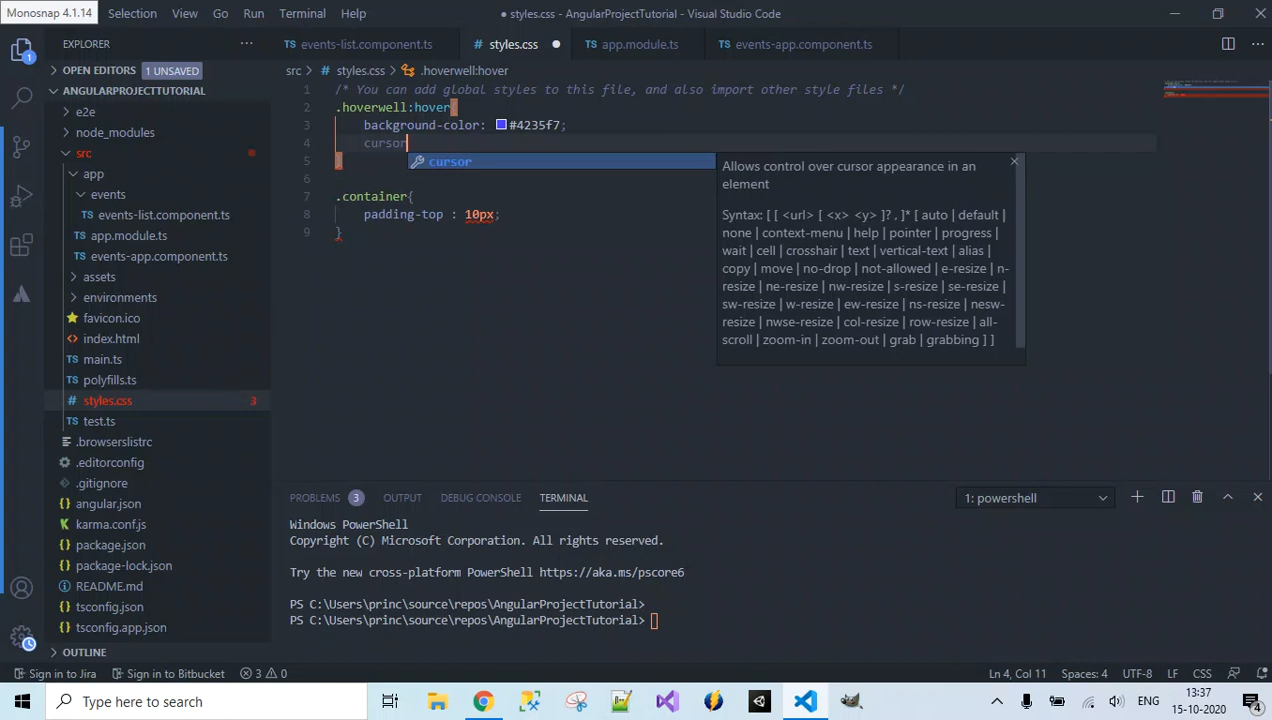 Monosnap 4.1.14
Selection View Go Run Terminal Help
● styles.css - AngularProjectTutorial - Visual Studio Code
EXPLORER
TS events-list.component.ts
# styles.css
TS app.module.ts
TS events-app.component.ts
OPEN EDITORS 1 UNSAVED
src > # styles.css > .hoverwell:hover
ANGULARPROJECTTUTORIAL
e2e
node_modules
src
app
events
TS events-list.component.ts
TS app.module.ts
TS events-app.component.ts
assets
environments
favicon.ico
<> index.html
TS main.ts
TS polyfills.ts
# styles.css 3
TS test.ts
.browserslistrc
.editorconfig
.gitignore
{} angular.json
karma.conf.js
{} package.json
{} package-lock.json
README.md
{} tsconfig.json
{} tsconfig.app.json
OUTLINE
1 /* You can add global styles to this file, and also import other style files */
2 .hoverwell:hover{
3 background-color: #4235f7;
4 cursor
5 }
6
7 .container{
8 padding-top : 10px;
9 }
cursor
Allows control over cursor appearance in an
element
Syntax: [ [ <url> [ <x> <y> ]? , ]* [ auto | default |
none | context-menu | help | pointer | progress |
wait | cell | crosshair | text | vertical-text | alias |
copy | move | no-drop | not-allowed | e-resize | n-
resize | ne-resize | nw-resize | s-resize | se-resize |
sw-resize | w-resize | ew-resize | ns-resize | nesw-
resize | nwse-resize | col-resize | row-resize | all-
scroll | zoom-in | zoom-out | grab | grabbing ] ]
PROBLEMS 3 OUTPUT DEBUG CONSOLE TERMINAL
1: powershell
Windows PowerShell
Copyright (C) Microsoft Corporation. All rights reserved.
Try the new cross-platform PowerShell https://aka.ms/pscore6
PS C:\Users\princ\source\repos\AngularProjectTutorial>
PS C:\Users\princ\source\repos\AngularProjectTutorial>
Sign in to Jira Sign in to Bitbucket 3 0
Ln 4, Col 11 Spaces: 4 UTF-8 LF CSS
Type here to search
ENG
13:37
15-10-2020
4
1